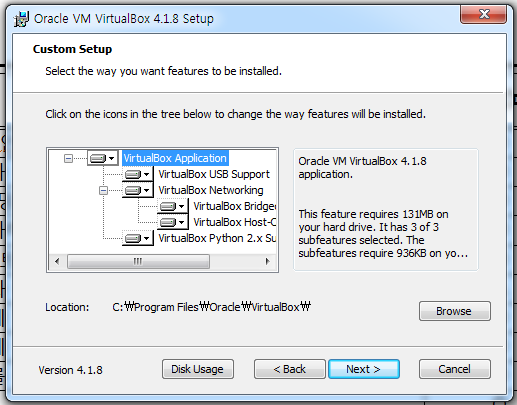 Oracle VM VirtualBox 4.1.8 Setup
Custom Setup
Select the way you want features to be installed.
Click on the icons in the tree below to change the way features will be installed.
VirtualBox Application
VirtualBox USB Support
VirtualBox Networking
VirtualBox Bridged
VirtualBox Host-O
VirtualBox Python 2.x Su
Oracle VM VirtualBox 4.1.8
application.
This feature requires 131MB on
your hard drive. It has 3 of 3
subfeatures selected. The
subfeatures require 936KB on yo...
Location: C:₩Program Files₩Oracle₩VirtualBox₩
Browse
Version 4.1.8
Disk Usage
< Back
Next >
Cancel